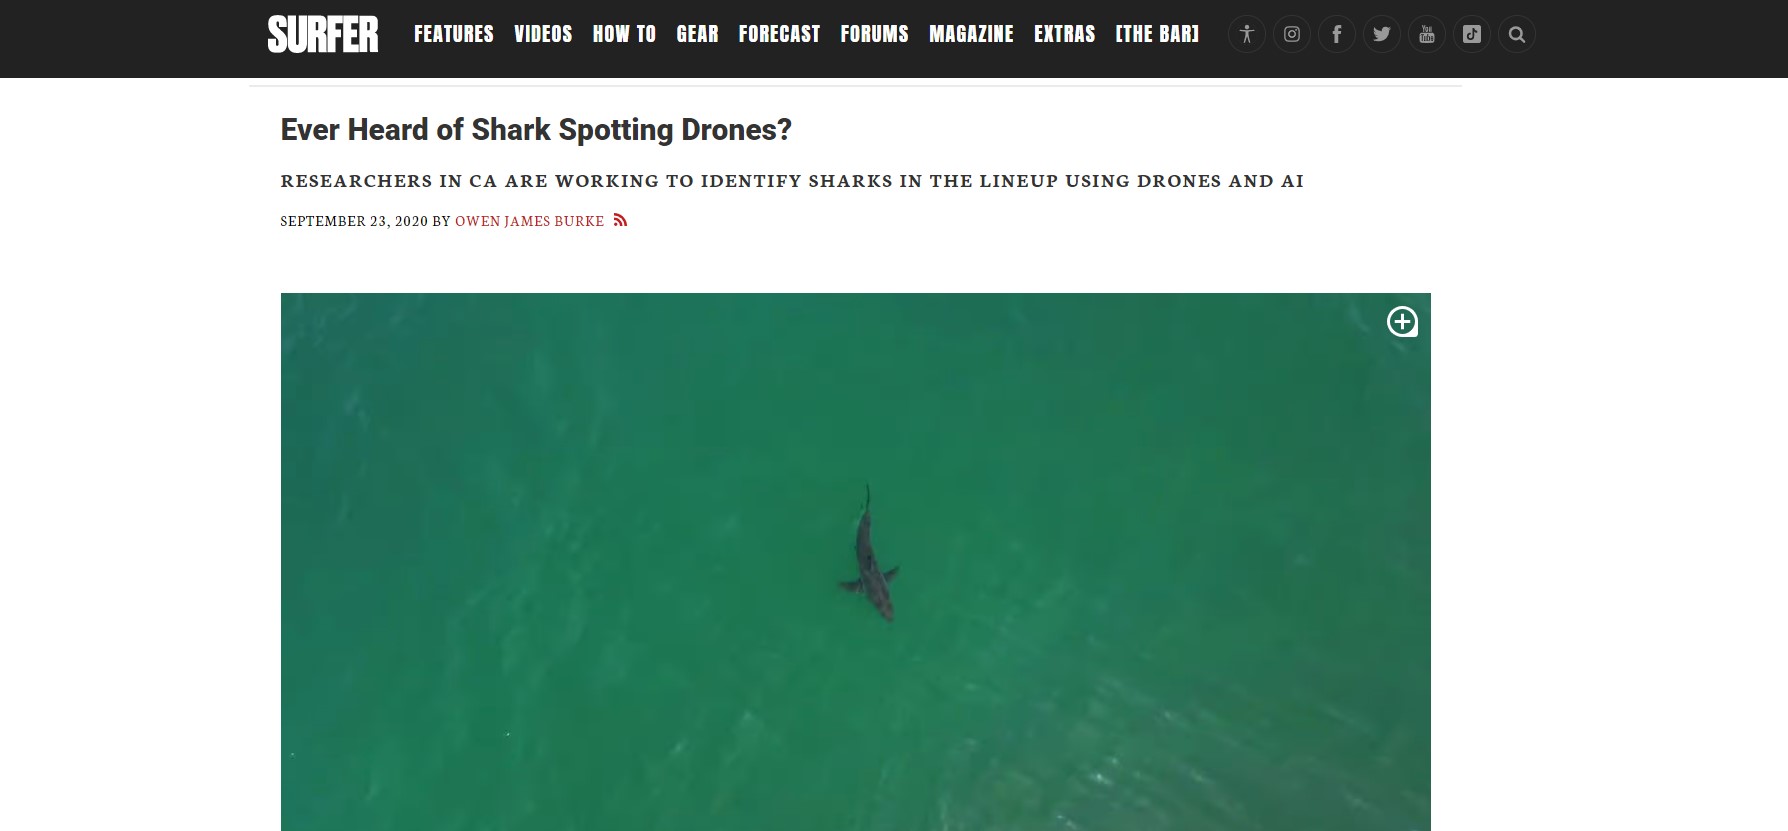 SURFER FEATURES VIDEOS HOW TO GEAR FORECAST FORUMS MAGAZINE EXTRAS [THE BAR]
Ever Heard of Shark Spotting Drones?
RESEARCHERS IN CA ARE WORKING TO IDENTIFY SHARKS IN THE LINEUP USING DRONES AND AI
SEPTEMBER 23, 2020 BY OWEN JAMES BURKE